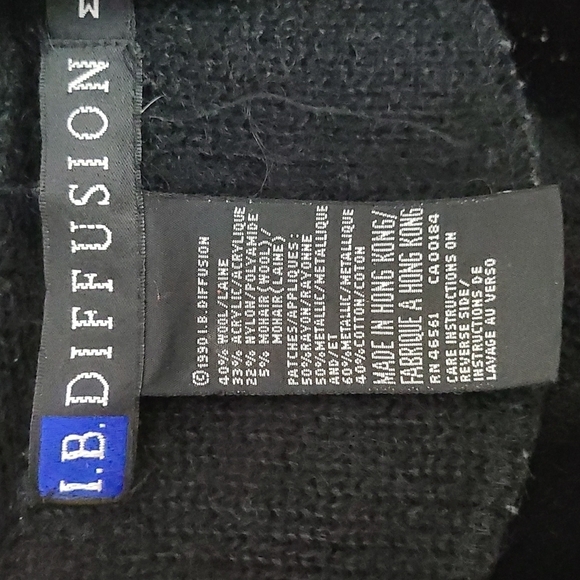 M
I.B. DIFFUSION
©1990 I.B. DIFFUSION
40% WOOL/LAINE
33% ACRYLIC/ACRYLIQUE
22% NYLON/POLYAMIDE
5% MOHAIR (WOOL)/
MOHAIR (LAINE)
PATCHES/APPLIQUES:
50% RAYON/RAYONNE
50% METALLIC/METALLIQUE
AND/ET
60% METALLIC/METALLIQUE
40% COTTON/COTON
MADE IN HONG KONG/
FABRIQUE A HONG KONG
RN 46561 CA 00184
CARE INSTRUCTIONS ON
REVERSE SIDE/
INSTRUCTIONS DE
LAVAGE AU VERSO